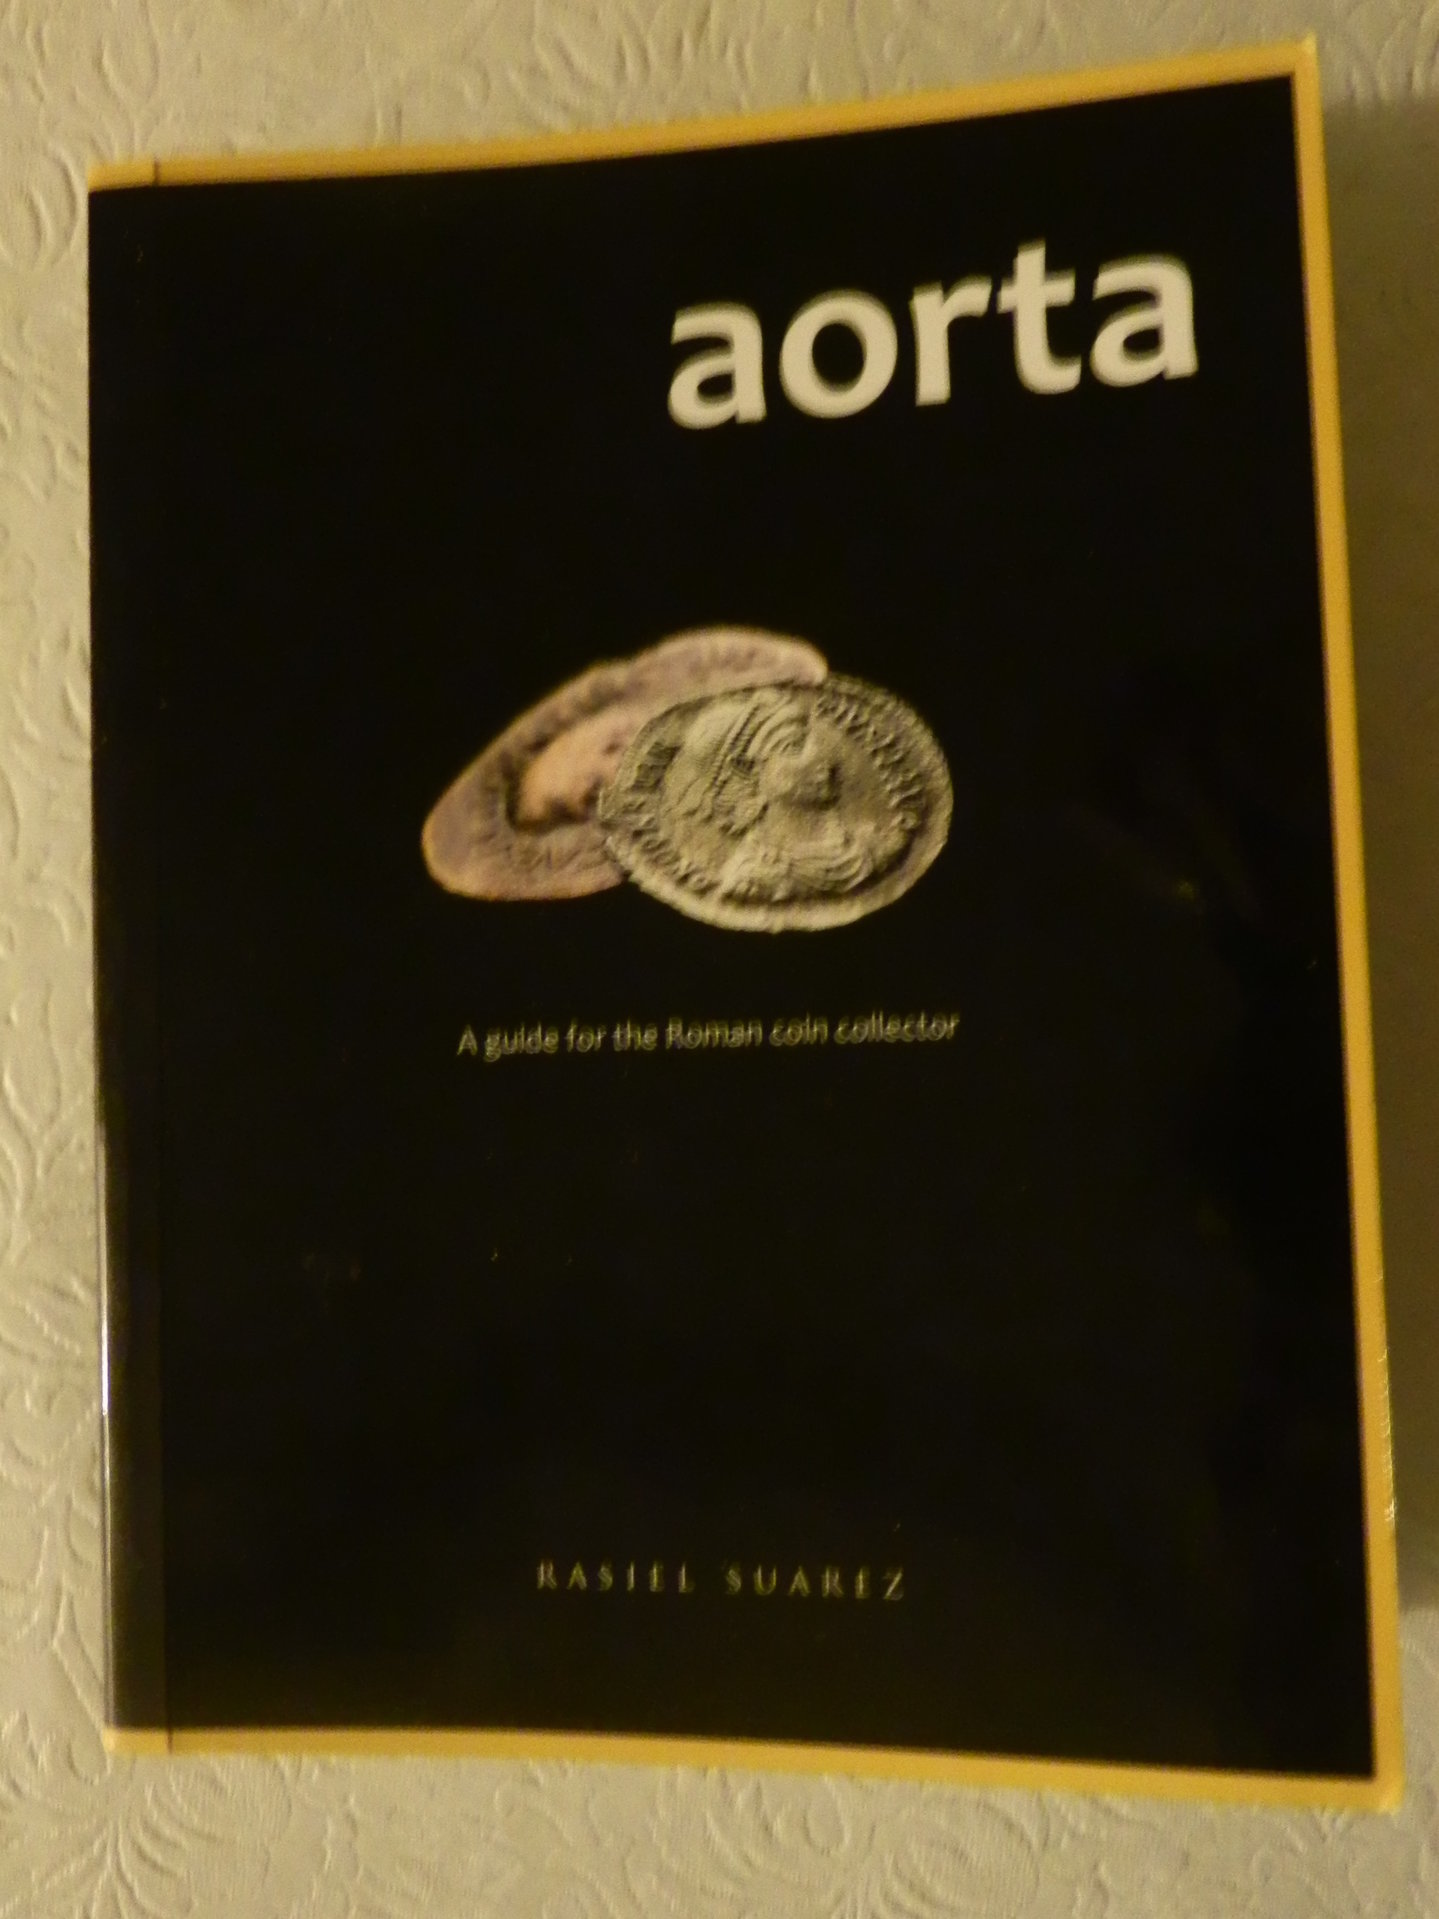 aorta
A guide for the Roman coin collector
RASIEL SUAREZ